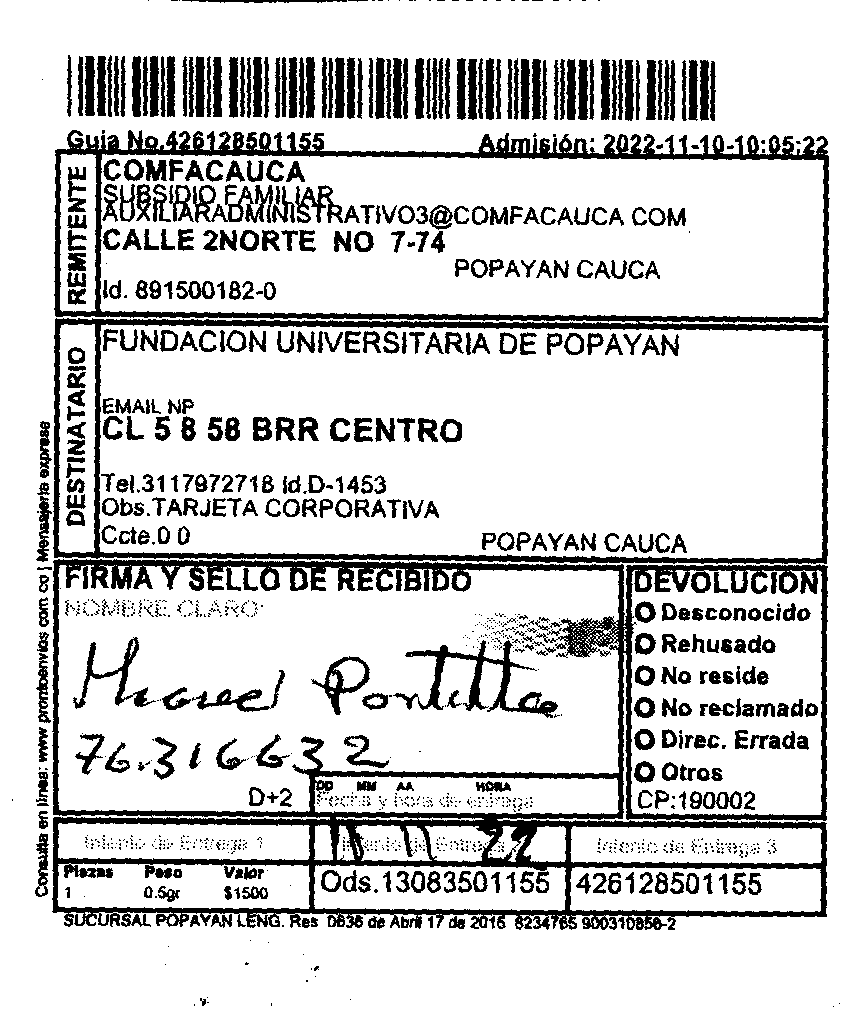 Guia No.426128501155 Admisión: 2022-11-10-10:05:22
REMITENTE
COMFACAUCA
SUBSIDIO FAMILIAR
AUXILIARADMINISTRATIVO3@COMFACAUCA COM
CALLE 2NORTE NO 7-74
POPAYAN CAUCA
Id. 891500182-0
DESTINATARIO
FUNDACION UNIVERSITARIA DE POPAYAN
EMAIL NP
CL 5 8 58 BRR CENTRO
Tel.3117972718 Id.D-1453
Obs.TARJETA CORPORATIVA
Ccte.0 0
POPAYAN CAUCA
FIRMA Y SELLO DE RECIBIDO
NOMBRE CLARO:
76.316632
D+2
DD MM AA HORA
Fecha y hora de entrega
DEVOLUCION
Desconocido
Rehusado
No reside
No reclamado
Direc. Errada
Otros
CP:190002
Intento de Entrega 1 Intento de Entrega Intento de Entrega 3
11 22
Piezas Peso Valor
1 0.5gr $1500
Ods.13083501155 426128501155
SUCURSAL POPAYAN LENG. Res 0636 de Abril 17 de 2015 8234765 900310856-2
Consulta en línea: www prontoenvios com co | Mensajería exprese